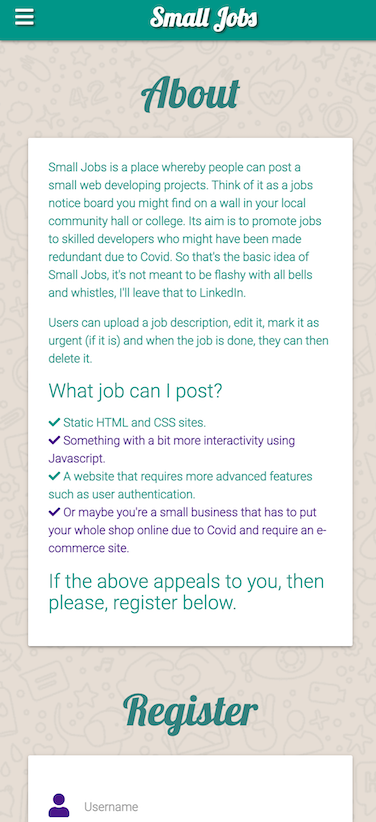 Small Jobs
About
Small Jobs is a place whereby people can post a
small web developing projects. Think of it as a jobs
notice board you might find on a wall in your local
community hall or college. Its aim is to promote jobs
to skilled developers who might have been made
redundant due to Covid. So that's the basic idea of
Small Jobs, it's not meant to be flashy with all bells
and whistles, I'll leave that to LinkedIn.
Users can upload a job description, edit it, mark it as
urgent (if it is) and when the job is done, they can then
delete it.
What job can I post?
Static HTML and CSS sites.
Something with a bit more interactivity using
Javascript.
A website that requires more advanced features
such as user authentication.
Or maybe you're a small business that has to put
your whole shop online due to Covid and require an e-
commerce site.
If the above appeals to you, then
please, register below.
Register
Username